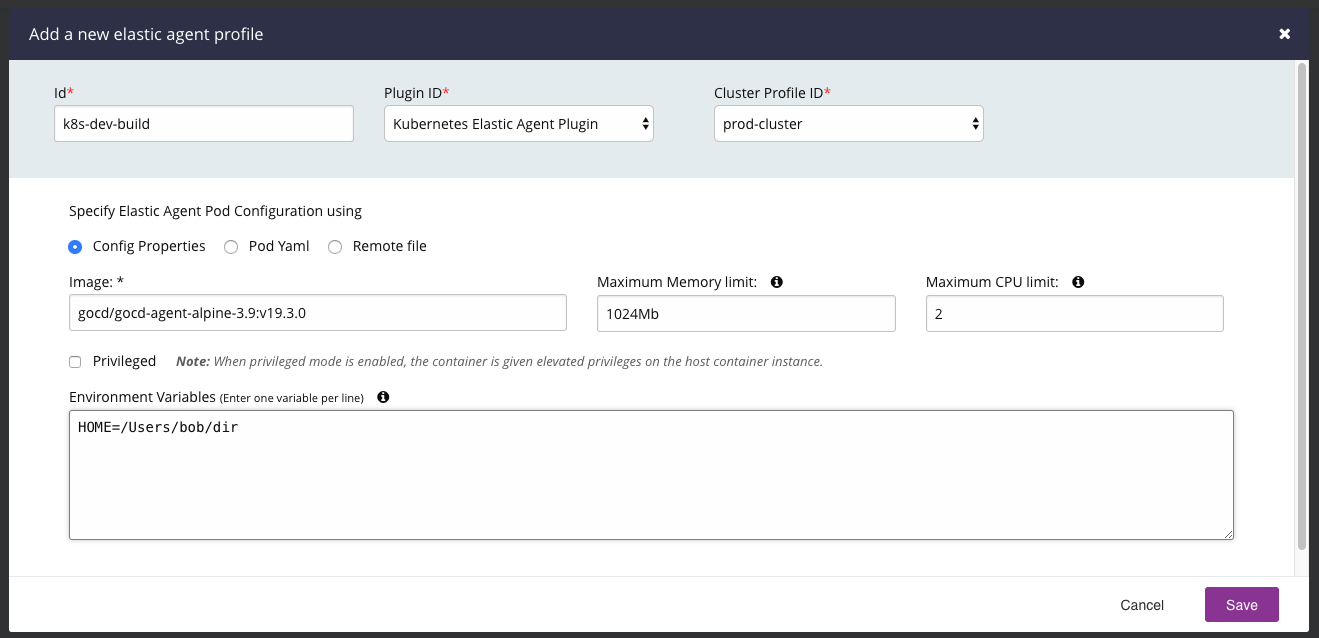 Add a new elastic agent profile
Id* Plugin ID* Cluster Profile ID*
k8s-dev-build Kubernetes Elastic Agent Plugin prod-cluster
Specify Elastic Agent Pod Configuration using
Config Properties Pod Yaml Remote file
Image: * Maximum Memory limit: Maximum CPU limit:
gocd/gocd-agent-alpine-3.9:v19.3.0 1024Mb 2
Privileged Note: When privileged mode is enabled, the container is given elevated privileges on the host container instance.
Environment Variables (Enter one variable per line)
HOME=/Users/bob/dir
Cancel Save